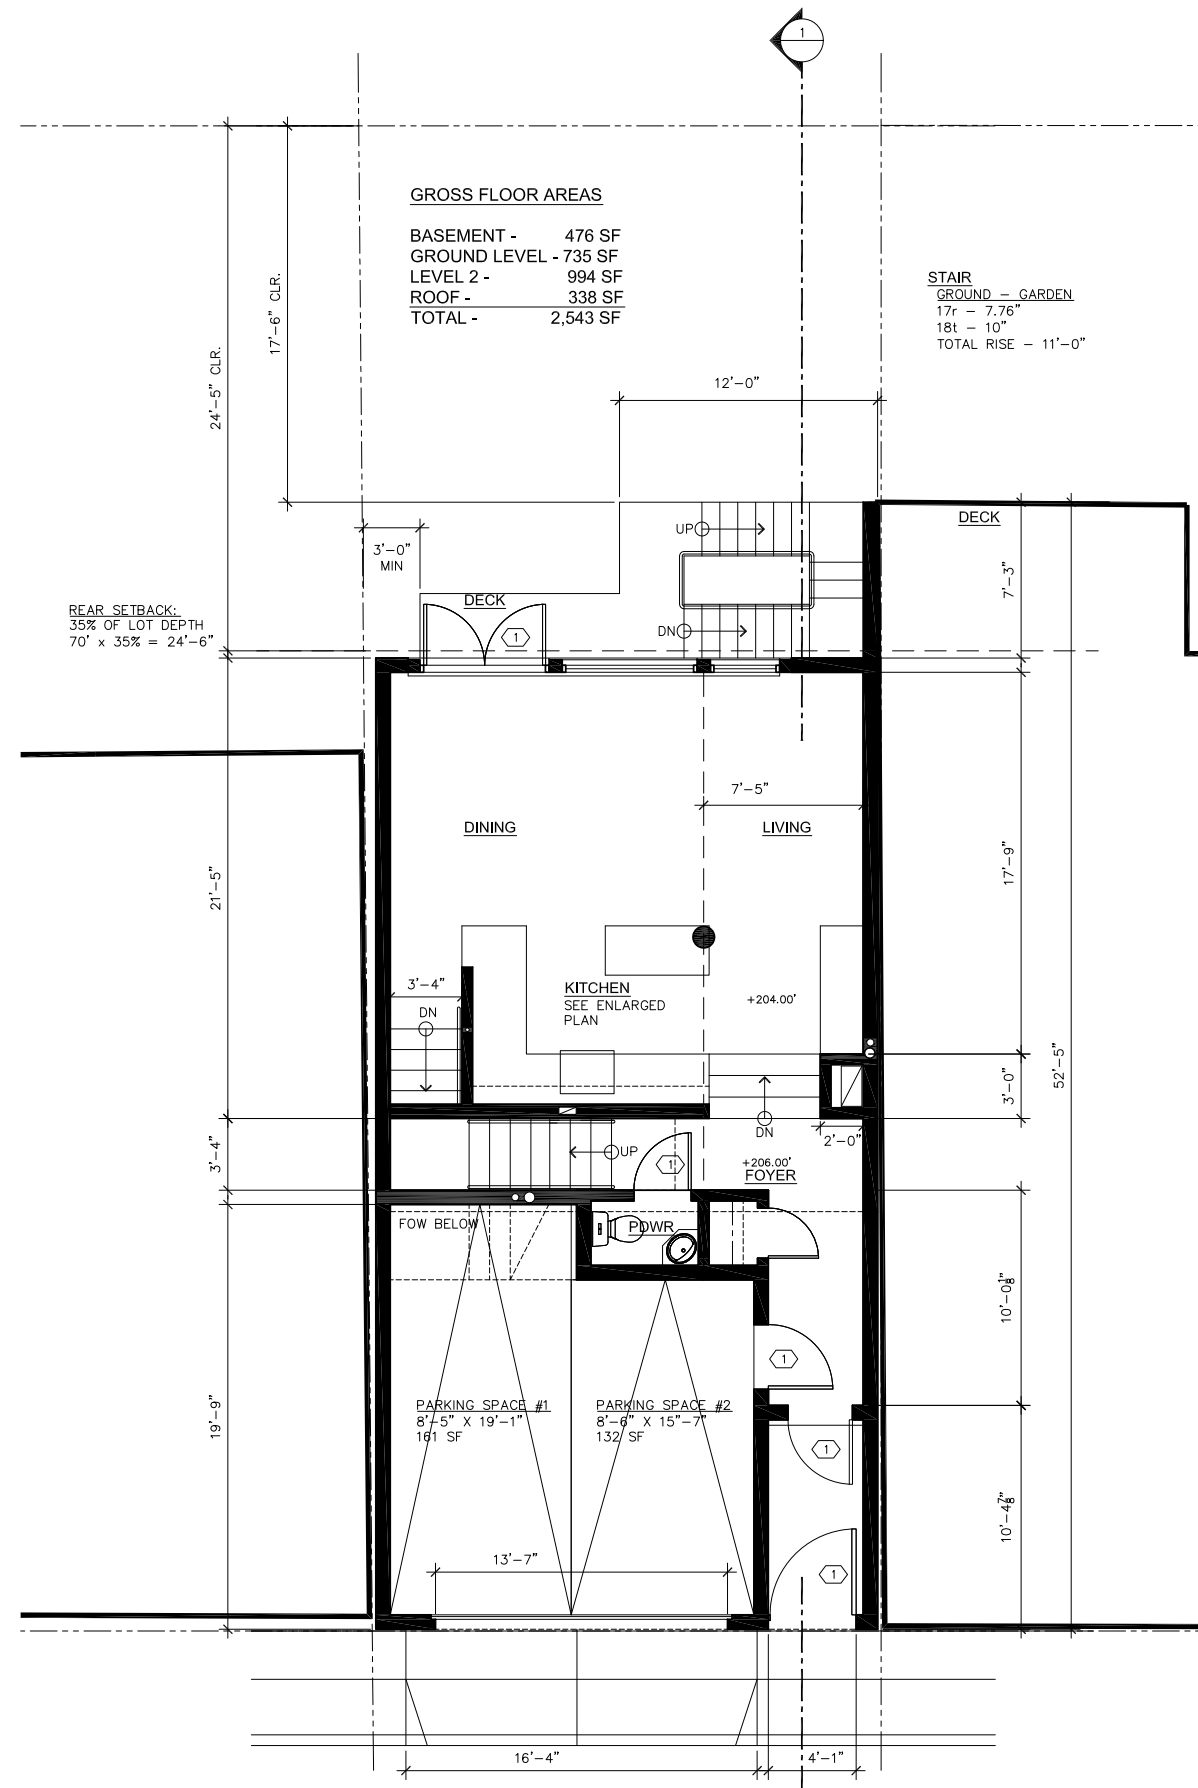 1
GROSS FLOOR AREAS
BASEMENT - 476 SF
GROUND LEVEL - 735 SF
LEVEL 2 - 994 SF
ROOF - 338 SF
TOTAL - 2,543 SF
17'-6" CLR.
24'-5" CLR.
STAIR
GROUND - GARDEN
17r - 7.76"
18t - 10"
TOTAL RISE - 11'-0"
12'-0"
DECK
UP
3'-0"
MIN
7'-3"
DECK
REAR SETBACK:
35% OF LOT DEPTH
70' x 35% = 24'-6"
1
DN
7'-5"
DINING
LIVING
17'-9"
21'-5"
3'-4"
DN
KITCHEN
SEE ENLARGED
PLAN
+204.00'
52'-5"
3'-0"
DN
2'-0"
3'-4"
UP
1
+206.00'
FOYER
FOW BELOW
PDWR
10'-0⅛"
1
19'-9"
PARKING SPACE #1
8'-5" X 19'-1"
161 SF
PARKING SPACE #2
8'-6" X 15"-7"
132 SF
1
10'-4⅞"
13'-7"
1
16'-4"
4'-1"